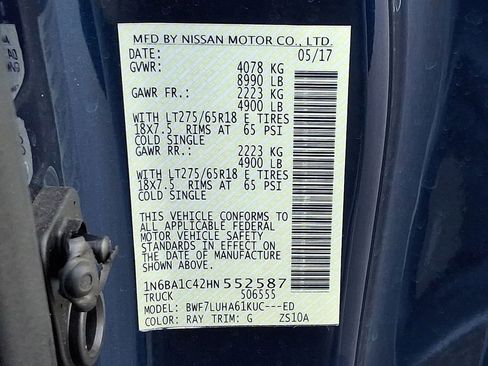 MFD BY NISSAN MOTOR CO., LTD.
DATE: 05/17
GVWR: 4078 KG
8990 LB
GAWR FR.: 2223 KG
4900 LB
WITH LT275/65R18 E TIRES
18X7.5 RIMS AT 65 PSI
COLD SINGLE
GAWR RR.: 2223 KG
4900 LB
WITH LT275/65R18 E TIRES
18X7.5 RIMS AT 65 PSI
COLD SINGLE
THIS VEHICLE CONFORMS TO
ALL APPLICABLE FEDERAL
MOTOR VEHICLE SAFETY
STANDARDS IN EFFECT ON
THE DATE OF MANUFACTURE
SHOWN ABOVE.
1N6BA1C42HN 552587
TRUCK 506555
MODEL: BWF7LUHA61KUC---ED
COLOR: RAY TRIM: G ZS10A